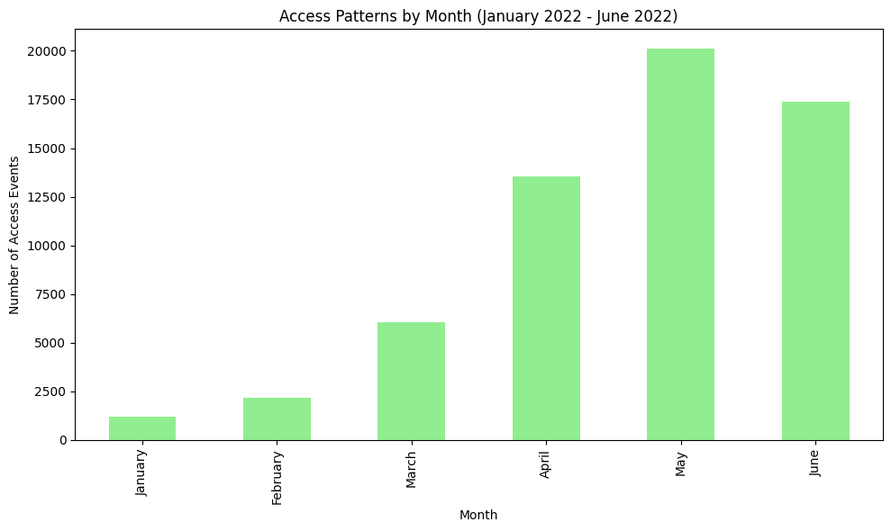 Access Patterns by Month (January 2022 - June 2022)
Number of Access Events
20000
17500
15000
12500
10000
7500
5000
2500
0
January
February
March
April
May
June
Month